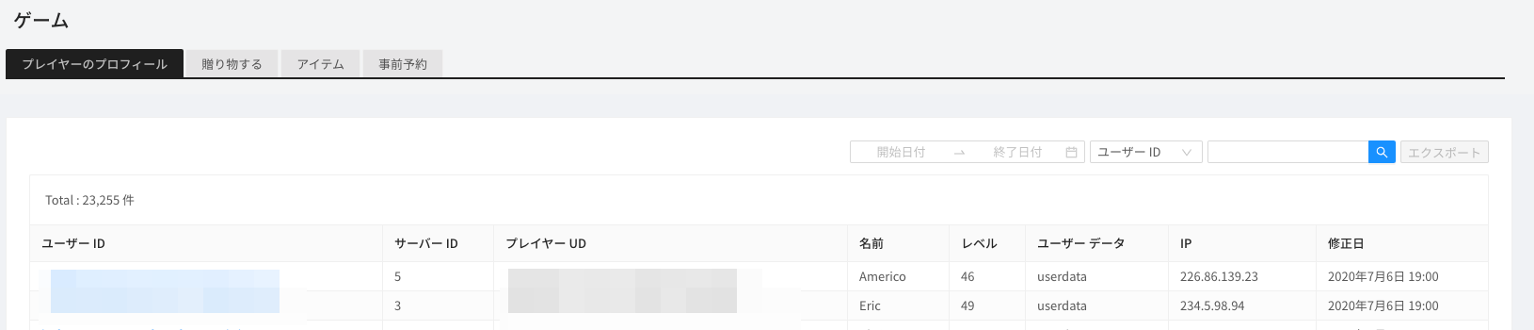 ゲーム
プレイヤーのプロフィール 贈り物する アイテム 事前予約
開始日付 終了日付 ユーザー ID エクスポート
Total : 23,255 件
ユーザー ID サーバー ID プレイヤー UD 名前 レベル ユーザー データ IP 修正日
5 Americo 46 userdata 226.86.139.23 2020年7月6日 19:00
3 Eric 49 userdata 234.5.98.94 2020年7月6日 19:00